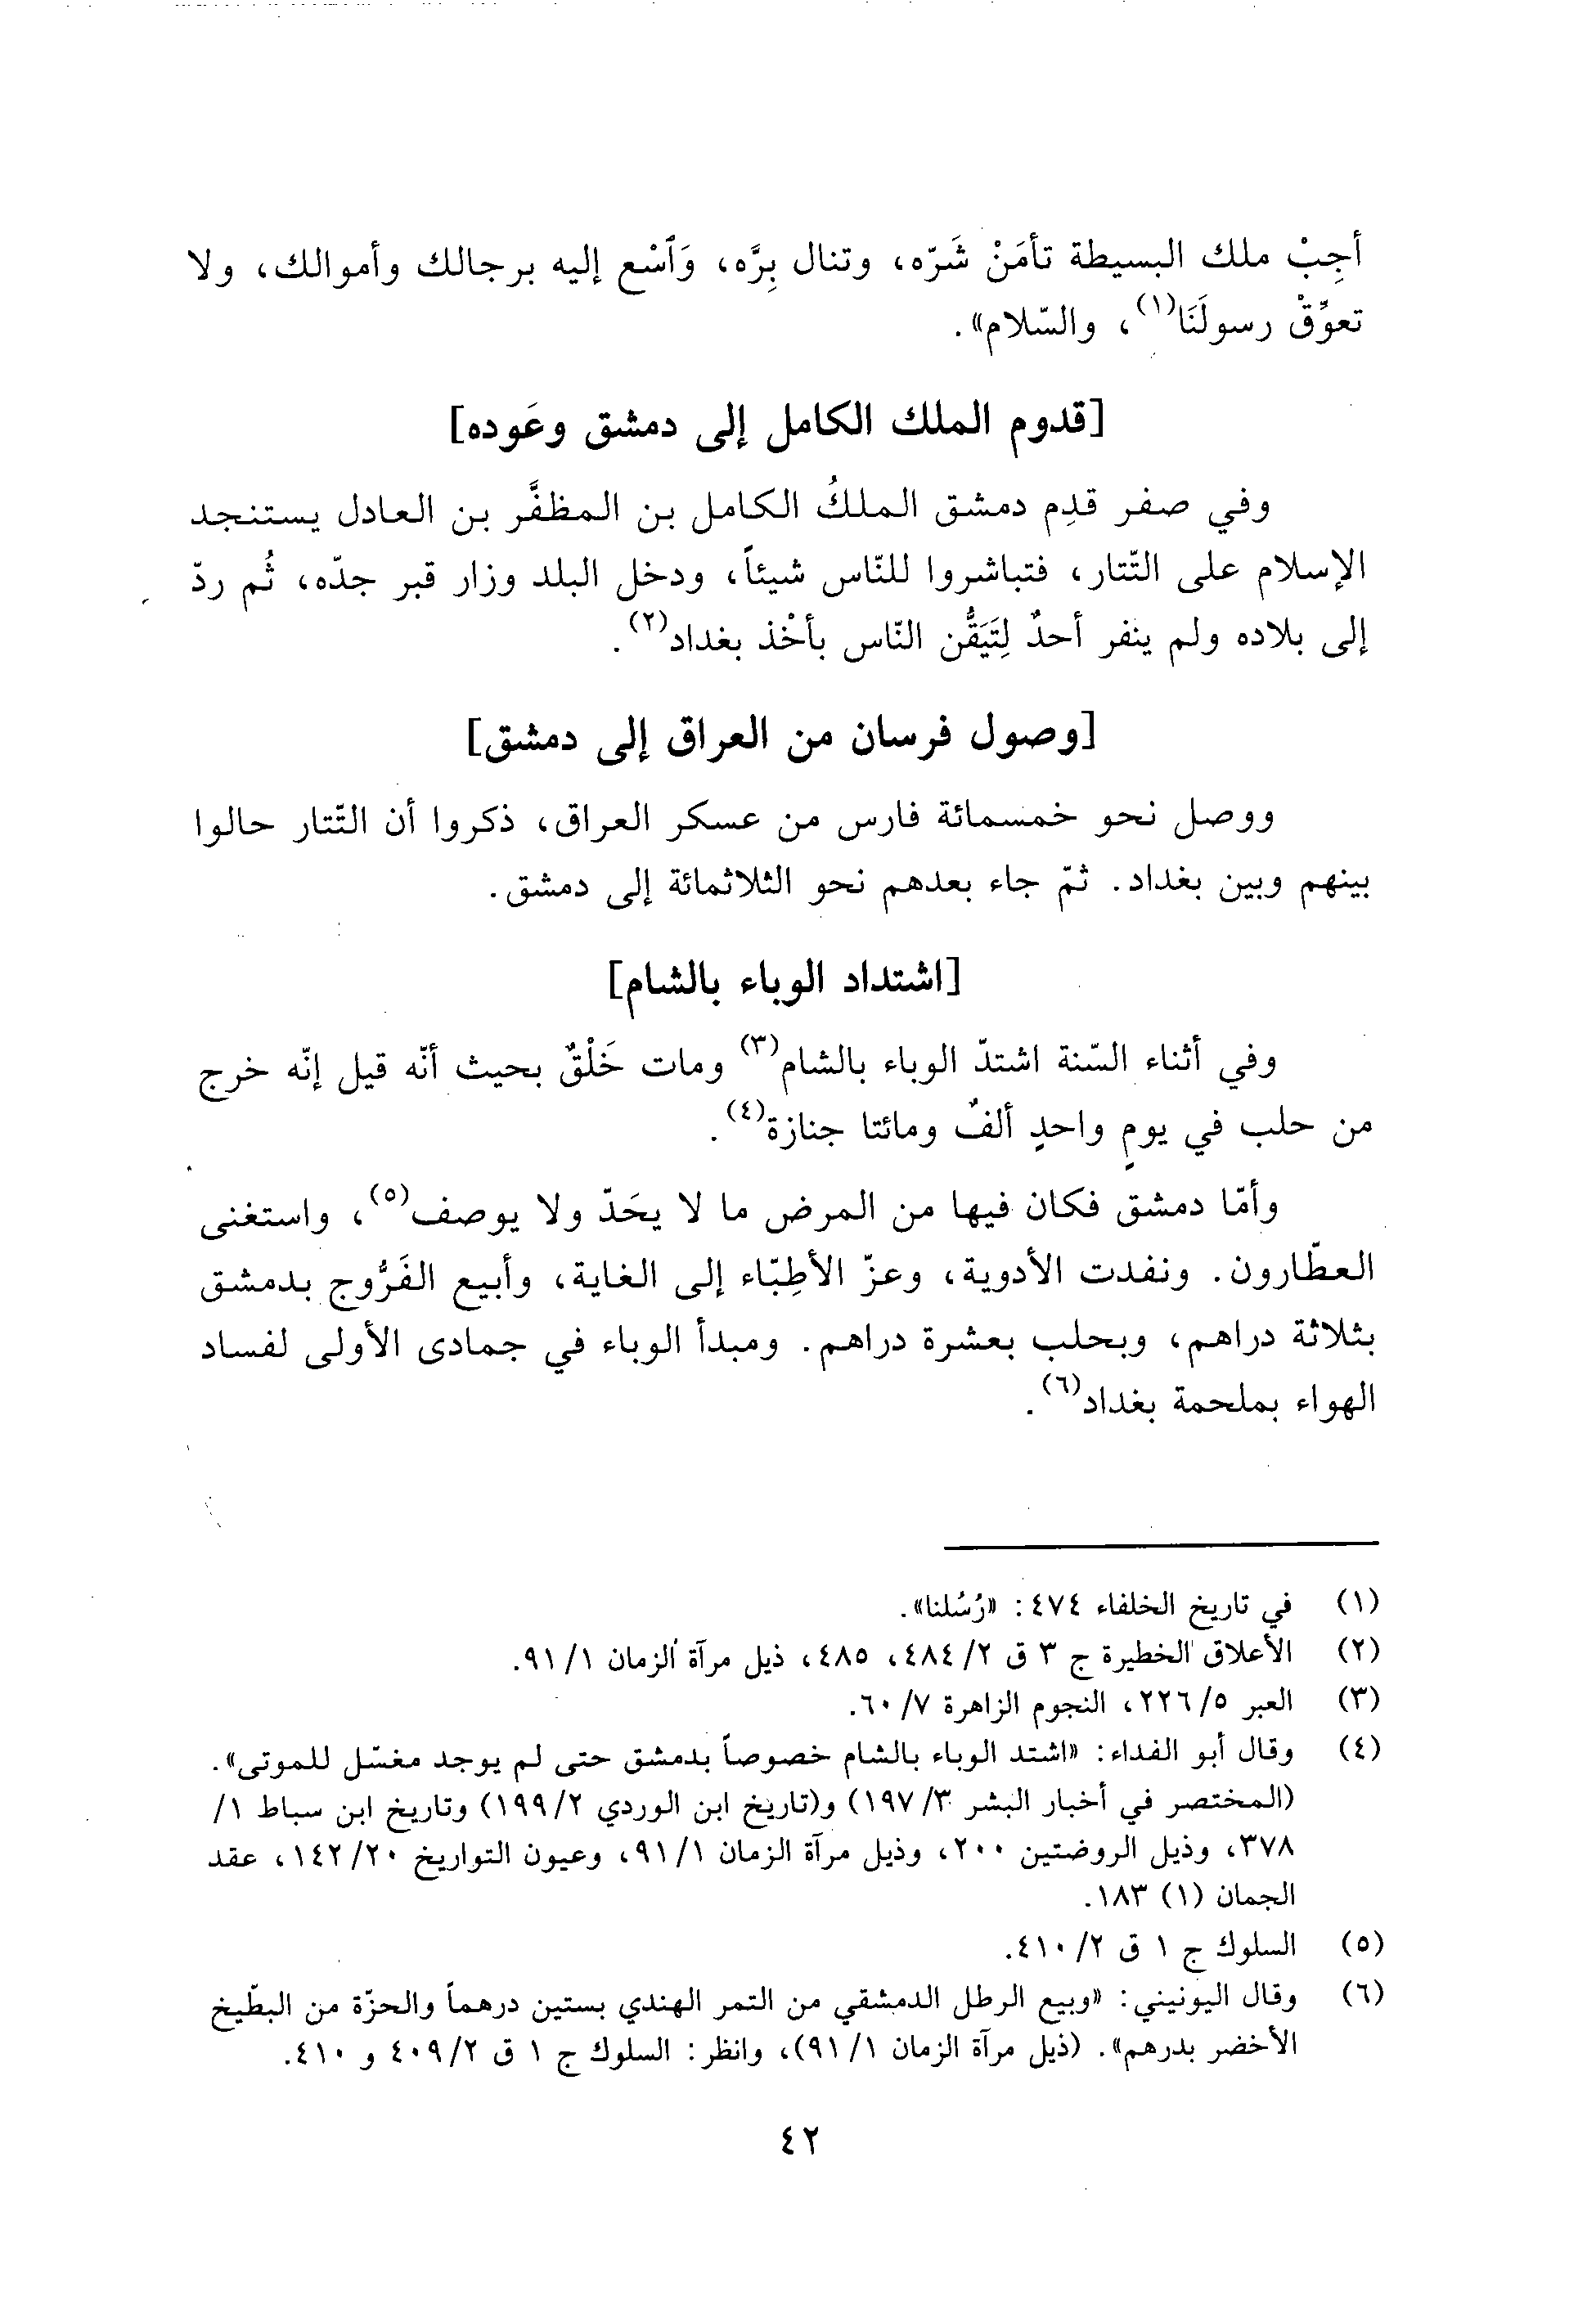 أجِبْ ملك البسيطة تأمَنْ شَرّه، وتنال بِرَّه، وَٱسْع إليه برجالك وأموالك، ولا
تعوِّقْ رسولَنَا(١)، والسّلام».
[قدوم الملك الكامل إلى دمشق وعَوده]
وفي صفر قدِم دمشق الملكُ الكامل بن المظفَّر بن العادل يستنجد
الإسلام على التّتار، فتباشروا للنّاس شيئاً، ودخل البلد وزار قبر جدّه، ثُم ردّ
إلى بلاده ولم ينفر أحدٌ لِتَيَقُّن النّاس بأخْذ بغداد(٢).
[وصول فرسان من العراق إلى دمشق]
ووصل نحو خمسمائة فارس من عسكر العراق، ذكروا أن التّتار حالوا
بينهم وبين بغداد. ثمّ جاء بعدهم نحو الثلاثمائة إلى دمشق.
[اشتداد الوباء بالشام]
وفي أثناء السّنة اشتدّ الوباء بالشام(٣) ومات خَلْقٌ بحيث أنّه قيل إنّه خرج
من حلب في يومٍ واحدٍ ألفٌ ومائتا جنازة(٤).
وأمّا دمشق فكان فيها من المرض ما لا يحَدّ ولا يوصف(٥)، واستغنى
العطّارون. ونفدت الأدوية، وعزّ الأطِبّاء إلى الغاية، وأبيع الفَرُّوج بدمشق
بثلاثة دراهم، وبحلب بعشرة دراهم. ومبدأ الوباء في جمادى الأولى لفساد
الهواء بملحمة بغداد(٦).
(١) في تاريخ الخلفاء ٤٧٤: «رُسُلنا».
(٢) الأعلاق الخطيرة ج ٣ ق ٤٨٤/٢، ٤٨٥، ذيل مرآة الزمان ٩١/١.
(٣) العبر ٢٢٦/٥، النجوم الزاهرة ٦٠/٧.
(٤) وقال أبو الفداء: «اشتد الوباء بالشام خصوصاً بدمشق حتى لم يوجد مغسّل للموتى».
(المختصر في أخبار البشر ١٩٧/٣) و(تاريخ ابن الوردي ١٩٩/٢) وتاريخ ابن سباط ١/
٣٧٨، وذيل الروضتين ٢٠٠، وذيل مرآة الزمان ٩١/١، وعيون التواريخ ١٤٢/٢٠، عقد
الجمان (١) ١٨٣.
(٥) السلوك ج ١ ق ٤١٠/٢.
(٦) وقال اليونيني: «وبيع الرطل الدمشقي من التمر الهندي بستين درهماً والحزّة من البطّيخ
الأخضر بدرهم». (ذيل مرآة الزمان ٩١/١)، وانظر: السلوك ج ١ ق ٤٠٩/٢ و ٤١٠.
٤٢